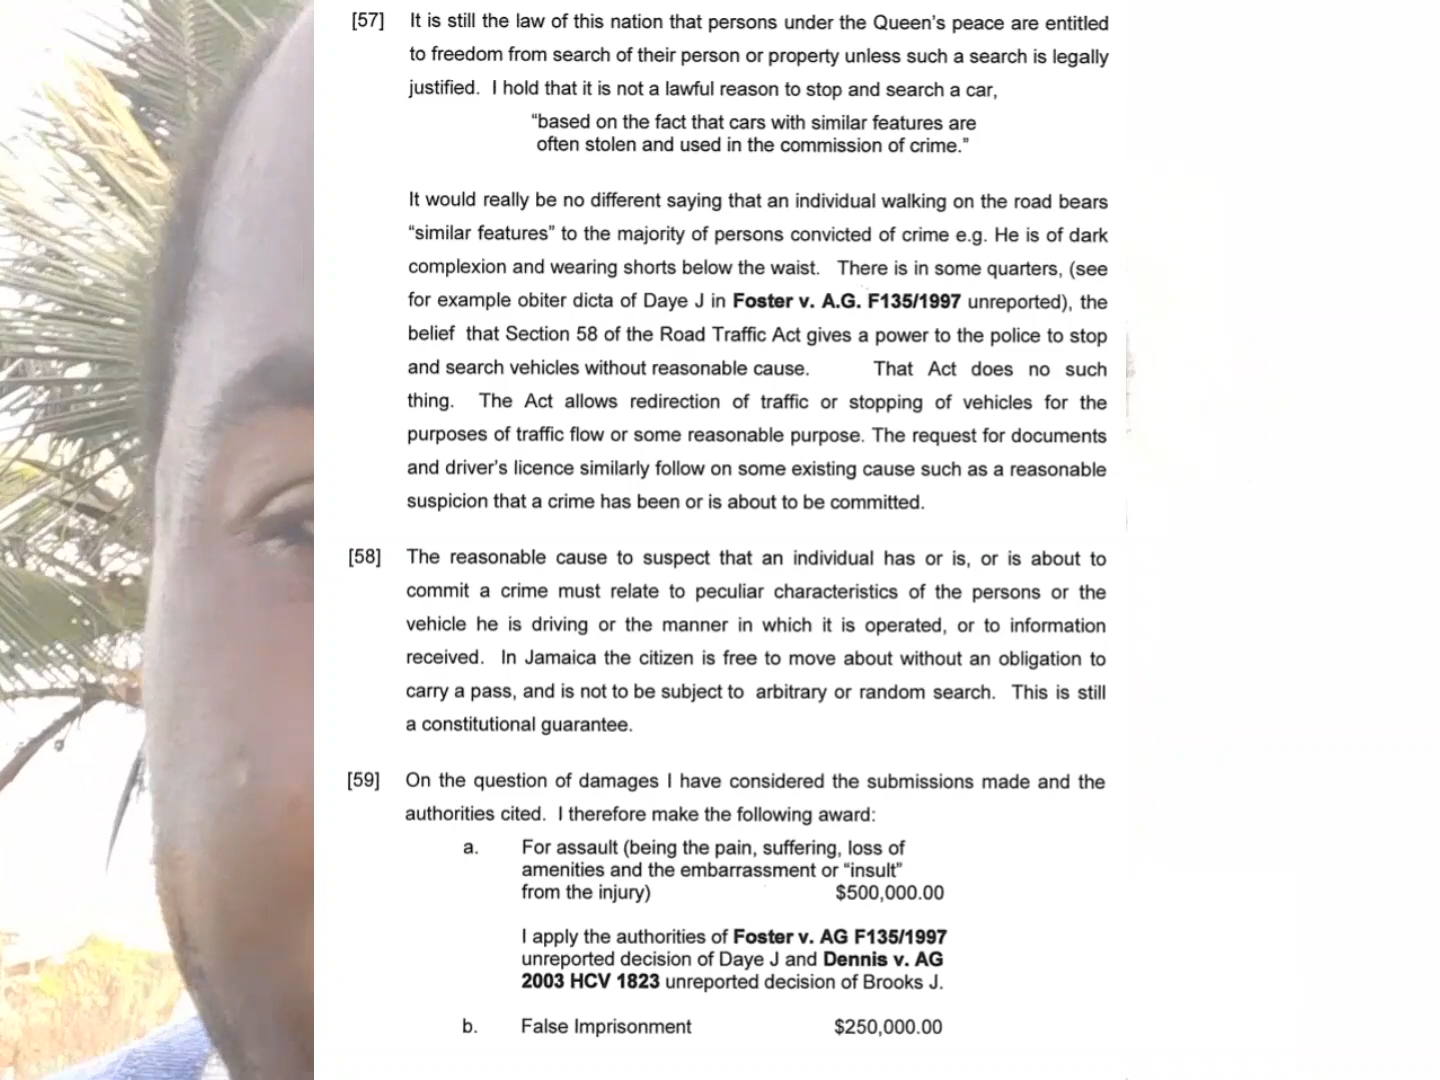 [57] It is still the law of this nation that persons under the Queen's peace are entitled
to freedom from search of their person or property unless such a search is legally
justified. I hold that it is not a lawful reason to stop and search a car,
“based on the fact that cars with similar features are
often stolen and used in the commission of crime.”
It would really be no different saying that an individual walking on the road bears
“similar features” to the majority of persons convicted of crime e.g. He is of dark
complexion and wearing shorts below the waist. There is in some quarters, (see
for example obiter dicta of Daye J in Foster v. A.G. F135/1997 unreported), the
belief that Section 58 of the Road Traffic Act gives a power to the police to stop
and search vehicles without reasonable cause. That Act does no such
thing. The Act allows redirection of traffic or stopping of vehicles for the
purposes of traffic flow or some reasonable purpose. The request for documents
and driver's licence similarly follow on some existing cause such as a reasonable
suspicion that a crime has been or is about to be committed.
[58] The reasonable cause to suspect that an individual has or is, or is about to
commit a crime must relate to peculiar characteristics of the persons or the
vehicle he is driving or the manner in which it is operated, or to information
received. In Jamaica the citizen is free to move about without an obligation to
carry a pass, and is not to be subject to arbitrary or random search. This is still
a constitutional guarantee.
[59] On the question of damages I have considered the submissions made and the
authorities cited. I therefore make the following award:
a. For assault (being the pain, suffering, loss of
amenities and the embarrassment or “insult”
from the injury) $500,000.00
I apply the authorities of Foster v. AG F135/1997
unreported decision of Daye J and Dennis v. AG
2003 HCV 1823 unreported decision of Brooks J.
b. False Imprisonment $250,000.00